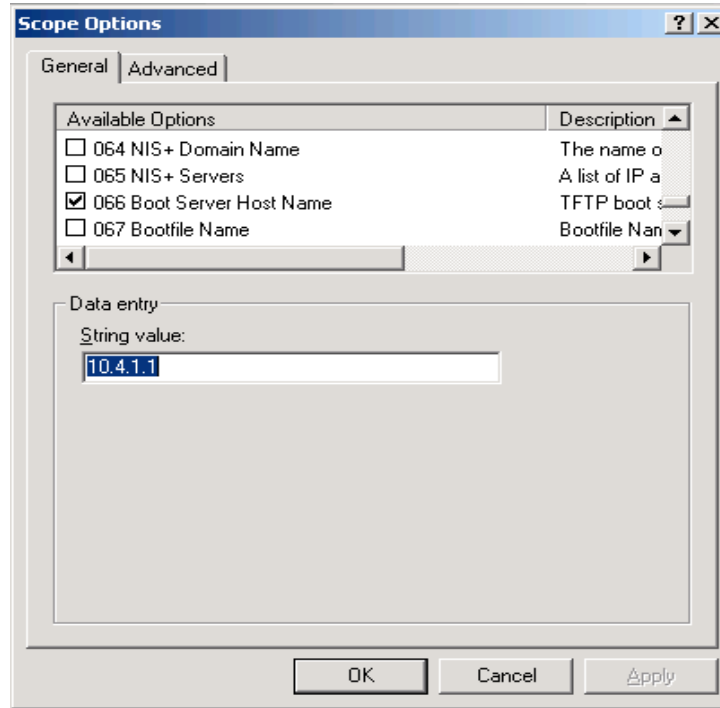 Scope Options
General Advanced
Available Options Description
064 NIS+ Domain Name The name o
065 NIS+ Servers A list of IP a
066 Boot Server Host Name TFTP boot s
067 Bootfile Name Bootfile Nan
Data entry
String value:
10.4.1.1
OK Cancel Apply